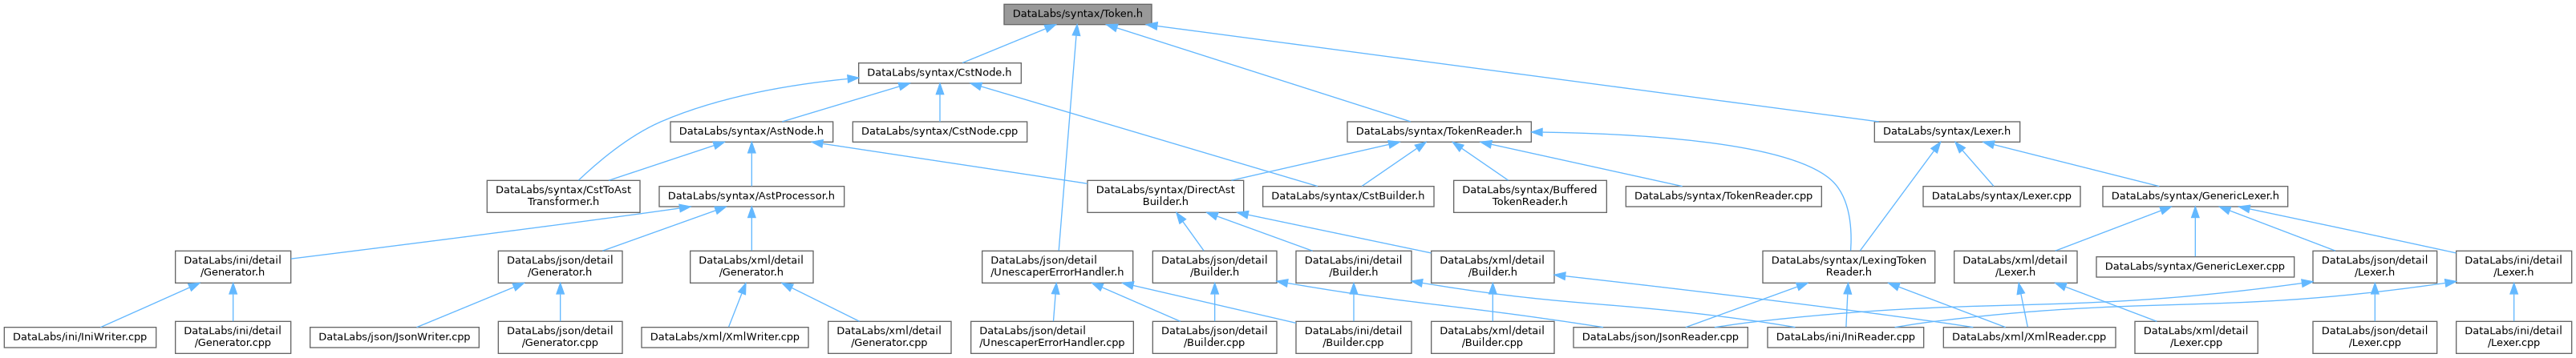 DataLabs/syntax/Token.h
DataLabs/syntax/CstNode.h
DataLabs/syntax/AstNode.h
DataLabs/syntax/CstNode.cpp
DataLabs/syntax/TokenReader.h
DataLabs/syntax/Lexer.h
DataLabs/syntax/CstToAst
Transformer.h
DataLabs/syntax/AstProcessor.h
DataLabs/syntax/DirectAst
Builder.h
DataLabs/syntax/CstBuilder.h
DataLabs/syntax/Buffered
TokenReader.h
DataLabs/syntax/TokenReader.cpp
DataLabs/syntax/Lexer.cpp
DataLabs/syntax/GenericLexer.h
DataLabs/ini/detail
/Generator.h
DataLabs/json/detail
/Generator.h
DataLabs/xml/detail
/Generator.h
DataLabs/json/detail
/UnescaperErrorHandler.h
DataLabs/json/detail
/Builder.h
DataLabs/ini/detail
/Builder.h
DataLabs/xml/detail
/Builder.h
DataLabs/syntax/LexingToken
Reader.h
DataLabs/xml/detail
/Lexer.h
DataLabs/syntax/GenericLexer.cpp
DataLabs/json/detail
/Lexer.h
DataLabs/ini/detail
/Lexer.h
DataLabs/ini/IniWriter.cpp
DataLabs/ini/detail
/Generator.cpp
DataLabs/json/JsonWriter.cpp
DataLabs/json/detail
/Generator.cpp
DataLabs/xml/XmlWriter.cpp
DataLabs/xml/detail
/Generator.cpp
DataLabs/json/detail
/UnescaperErrorHandler.cpp
DataLabs/json/detail
/Builder.cpp
DataLabs/ini/detail
/Builder.cpp
DataLabs/xml/detail
/Builder.cpp
DataLabs/json/JsonReader.cpp
DataLabs/ini/IniReader.cpp
DataLabs/xml/XmlReader.cpp
DataLabs/xml/detail
/Lexer.cpp
DataLabs/json/detail
/Lexer.cpp
DataLabs/ini/detail
/Lexer.cpp